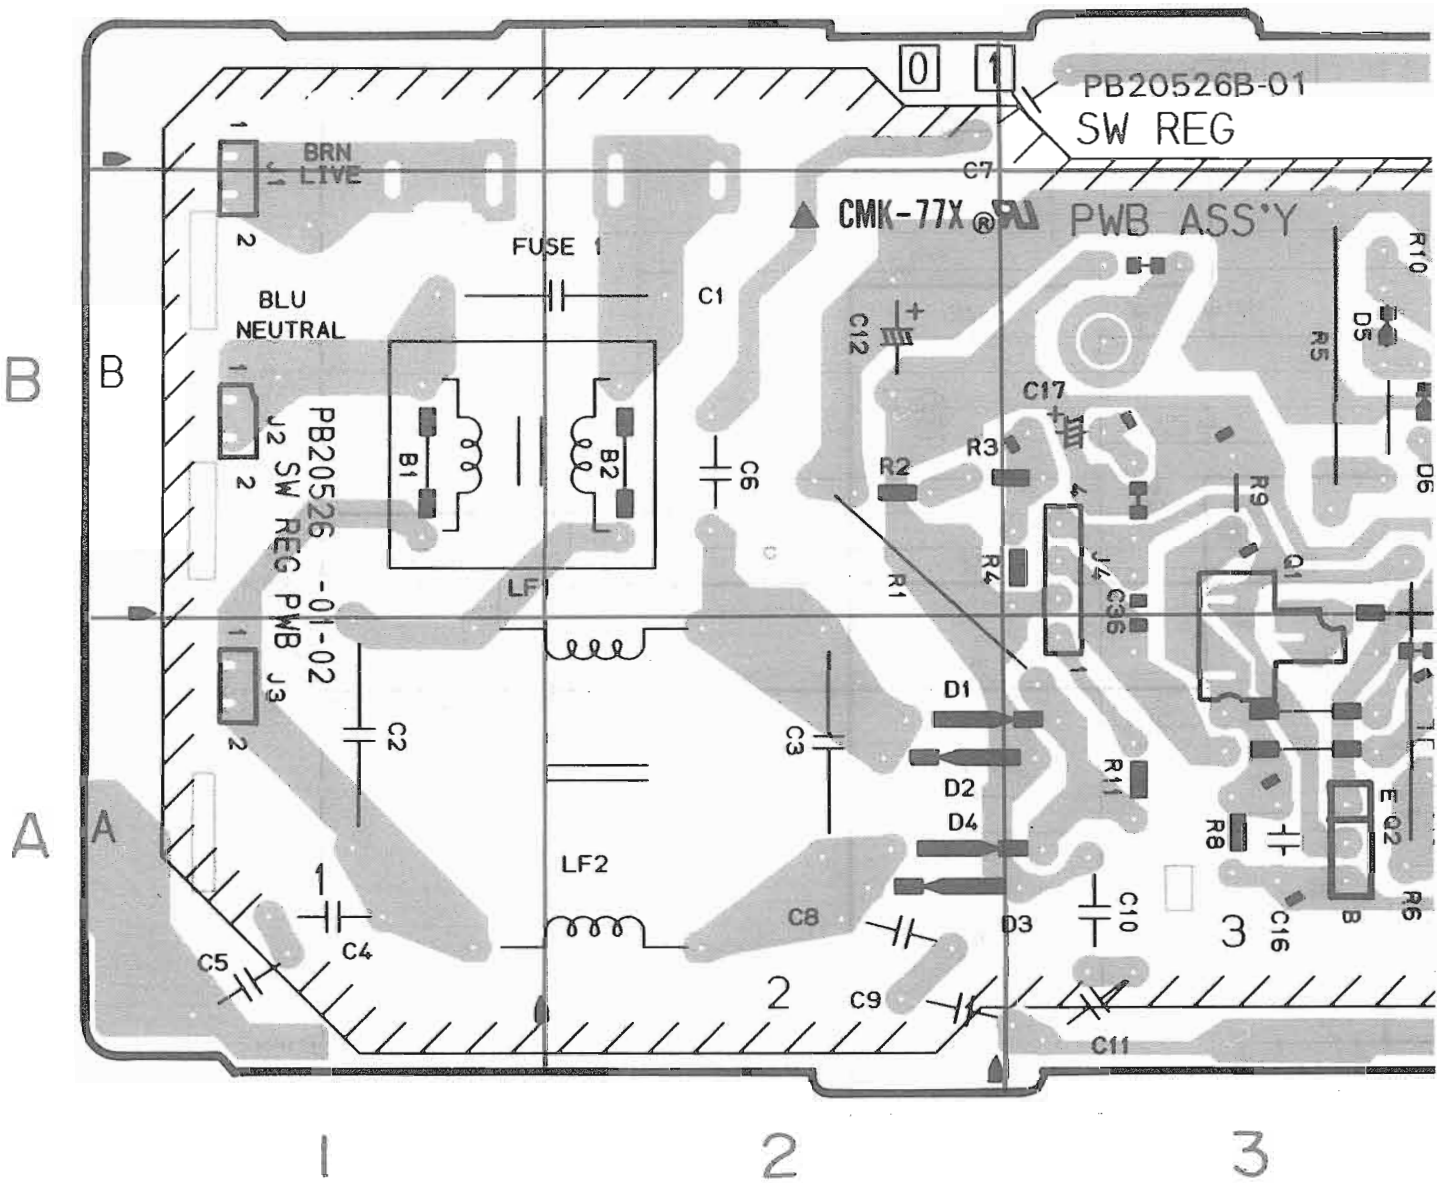 0 1
PB20526B-01
SW REG
1
BRN
LIVE
J1
2
C7
CMK-77X ® PWB ASS'Y
FUSE 1
C1
BLU
NEUTRAL
C12
+
R5
D5
R10
B B
1
J2
2
PB20526 -01-02
SW REG PWB
B1
B2
C6
C17
+
R3
R2
R9
D6
4
J4
1
R4
R1
C36
Q1
LF1
1
J3
2
C2
C3
D1
D2
D4
D3
R11
R8
E Q2
B
R6
A A
LF2
1
C4
C5
C8
C9
C10
C11
C16
2
3
1 2 3